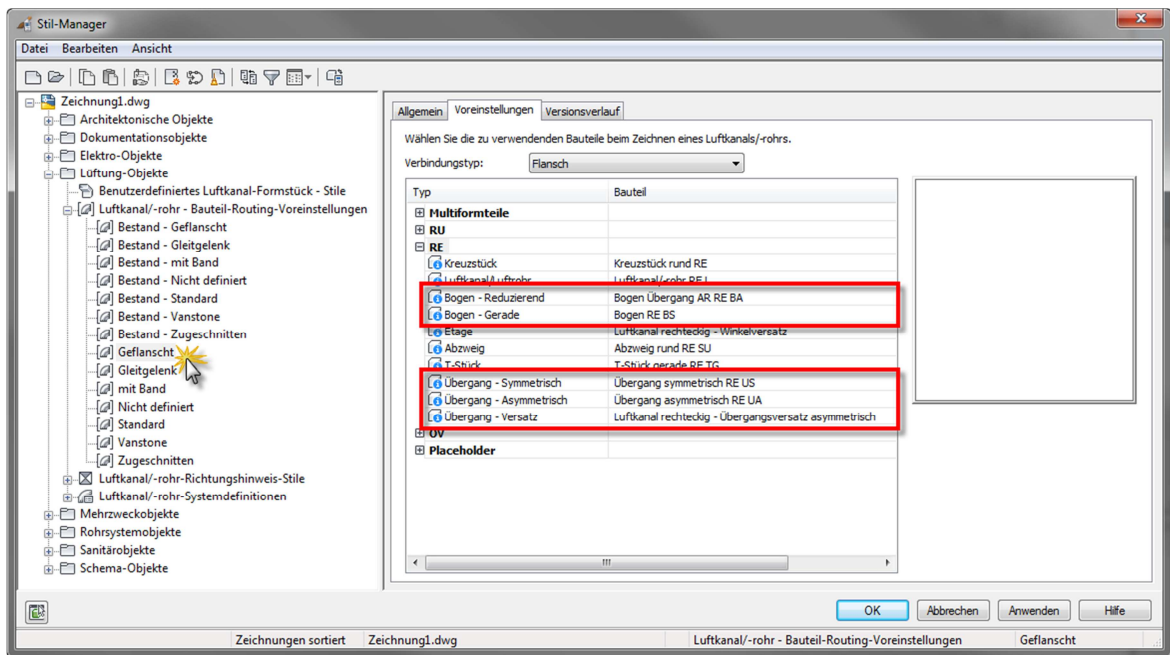 Stil-Manager
Datei Bearbeiten Ansicht
Zeichnung1.dwg
Architektonische Objekte
Dokumentationsobjekte
Elektro-Objekte
Lüftung-Objekte
Benutzerdefiniertes Luftkanal-Formstück - Stile
Luftkanal/-rohr - Bauteil-Routing-Voreinstellungen
Bestand - Geflanscht
Bestand - Gleitgelenk
Bestand - mit Band
Bestand - Nicht definiert
Bestand - Standard
Bestand - Vanstone
Bestand - Zugeschnitten
Geflanscht
Gleitgelenk
mit Band
Nicht definiert
Standard
Vanstone
Zugeschnitten
Luftkanal/-rohr-Richtungshinweis-Stile
Luftkanal/-rohr-Systemdefinitionen
Mehrzweckobjekte
Rohrsystemobjekte
Sanitärobjekte
Schema-Objekte
Allgemein Voreinstellungen Versionsverlauf
Wählen Sie die zu verwendenden Bauteile beim Zeichnen eines Luftkanals/-rohrs.
Verbindungstyp: Flansch
Typ Bauteil
Multiformteile
RU
RE
Kreuzstück Kreuzstück rund RE
Luftkanal/Luftrohr Luftkanal/-rohr RE L
Bogen - Reduzierend Bogen Übergang AR RE BA
Bogen - Gerade Bogen RE BS
Etage Luftkanal rechteckig - Winkelversatz
Abzweig Abzweig rund RE SU
T-Stück T-Stück gerade RE TG
Übergang - Symmetrisch Übergang symmetrisch RE US
Übergang - Asymmetrisch Übergang asymmetrisch RE UA
Übergang - Versatz Luftkanal rechteckig - Übergangsversatz asymmetrisch
OV
Placeholder
OK Abbrechen Anwenden Hilfe
Zeichnungen sortiert Zeichnung1.dwg Luftkanal/-rohr - Bauteil-Routing-Voreinstellungen Geflanscht